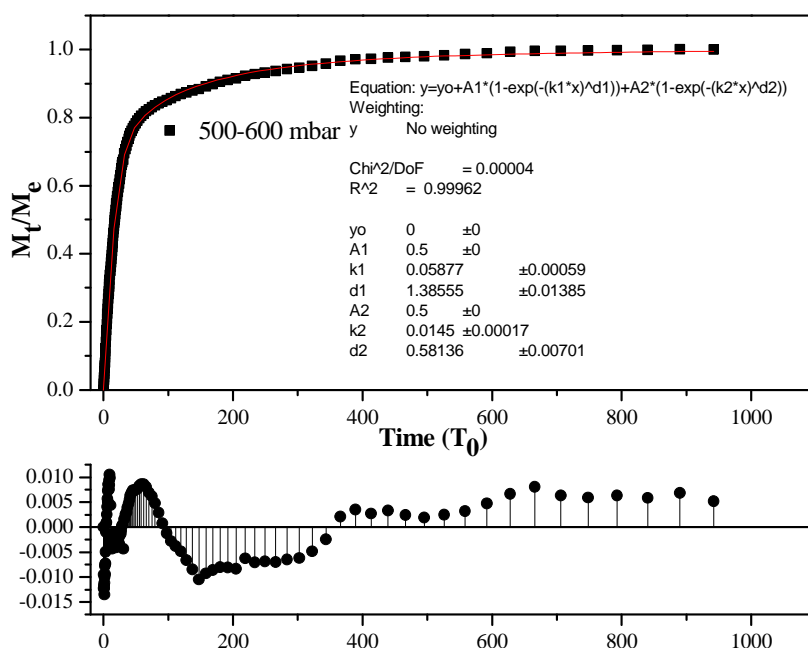 1.0
0.8
0.6
0.4
0.2
0.0
M_t/M_e
500-600 mbar
Equation: y=yo+A1*(1-exp(-(k1*x)^d1))+A2*(1-exp(-(k2*x)^d2))
Weighting:
y No weighting
Chi^2/DoF = 0.00004
R^2 = 0.99962
yo 0 ±0
A1 0.5 ±0
k1 0.05877 ±0.00059
d1 1.38555 ±0.01385
A2 0.5 ±0
k2 0.0145 ±0.00017
d2 0.58136 ±0.00701
0 200 400 600 800 1000
Time (T_0)
0.010
0.005
0.000
-0.005
-0.010
-0.015
0 200 400 600 800 1000